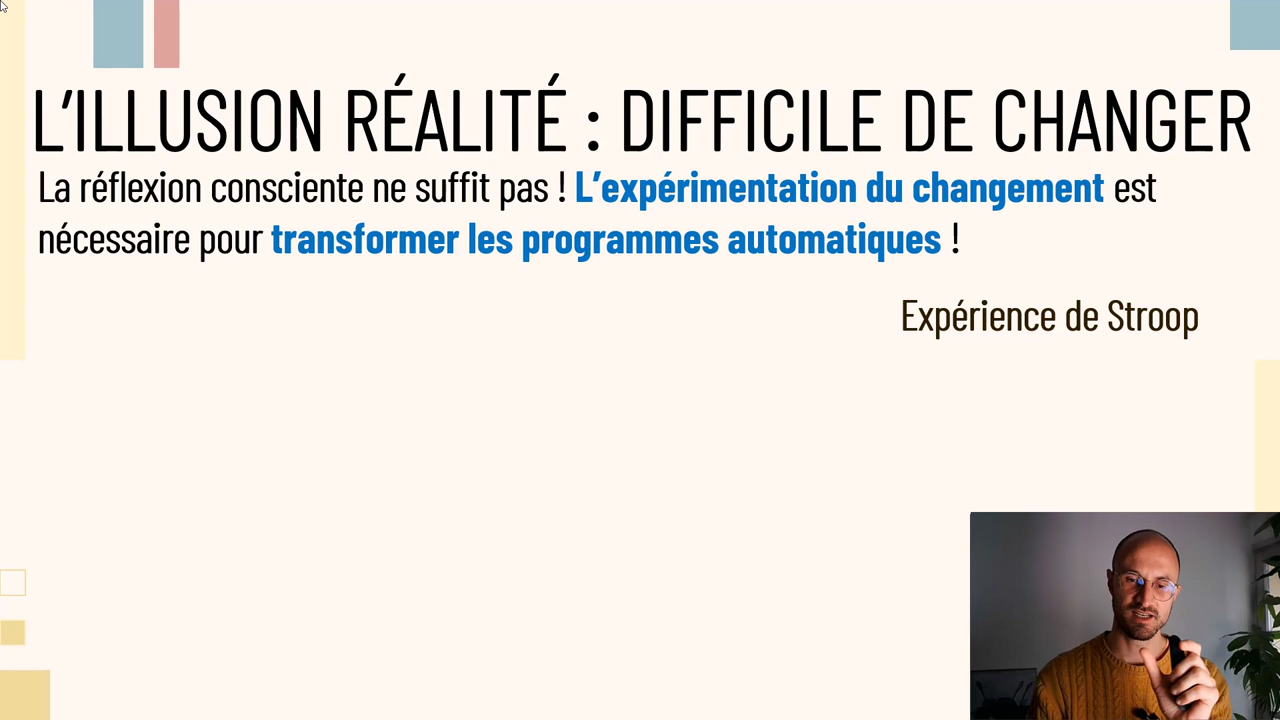 L’ILLUSION RÉALITÉ : DIFFICILE DE CHANGER
La réflexion consciente ne suffit pas ! L’expérimentation du changement est
nécessaire pour transformer les programmes automatiques !
Expérience de Stroop